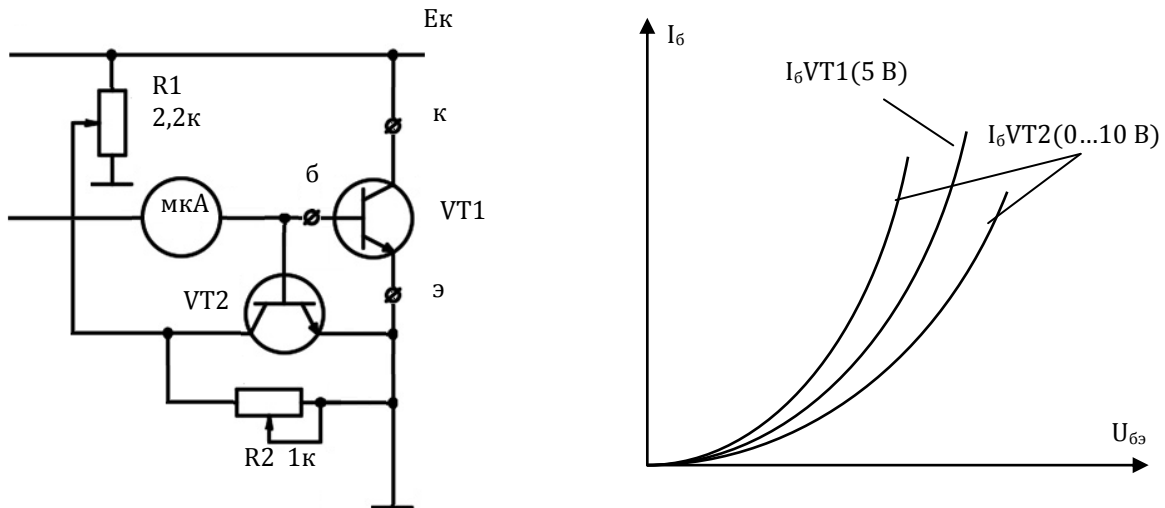 Ек
R1
2,2к
к
б
мкА
VT1
VT2
э
R2 1к
Iб
IбVT1(5 В)
IбVT2(0...10 В)
Uбэ